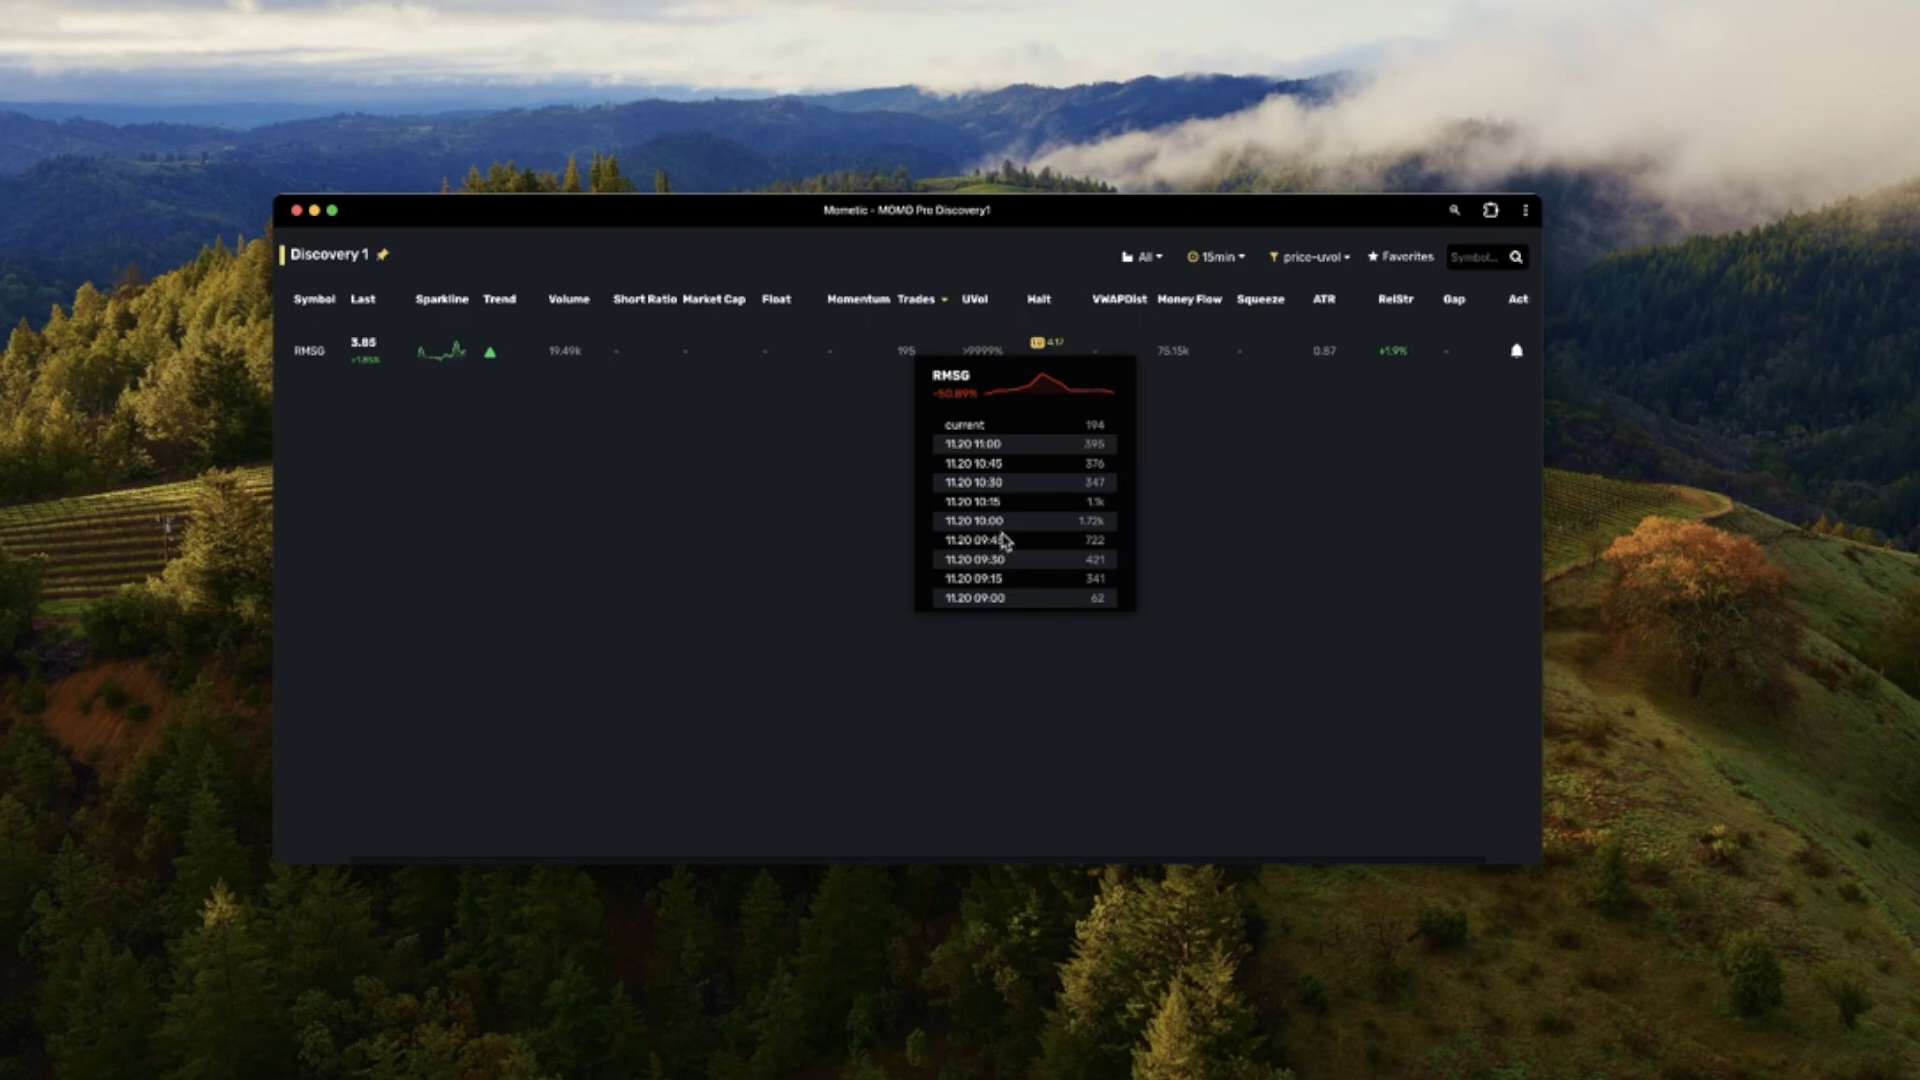 Mometic - MOMO Pro Discovery1
Discovery 1
All
15min
price-uvol
Favorites
Symbol...
Symbol Last Sparkline Trend Volume Short Ratio Market Cap Float Momentum Trades UVol Halt VWAPDist Money Flow Squeeze ATR RelStr Gap Act
RMSG 3.85 +1.85% 19.49k - - - - 195 >9999% 4.17 - 75.15k - 0.87 +1.9% -
RMSG
-50.89%
current 194
11.20 11:00 395
11.20 10:45 376
11.20 10:30 347
11.20 10:15 1.1k
11.20 10:00 1.72k
11.20 09:45 722
11.20 09:30 421
11.20 09:15 341
11.20 09:00 62